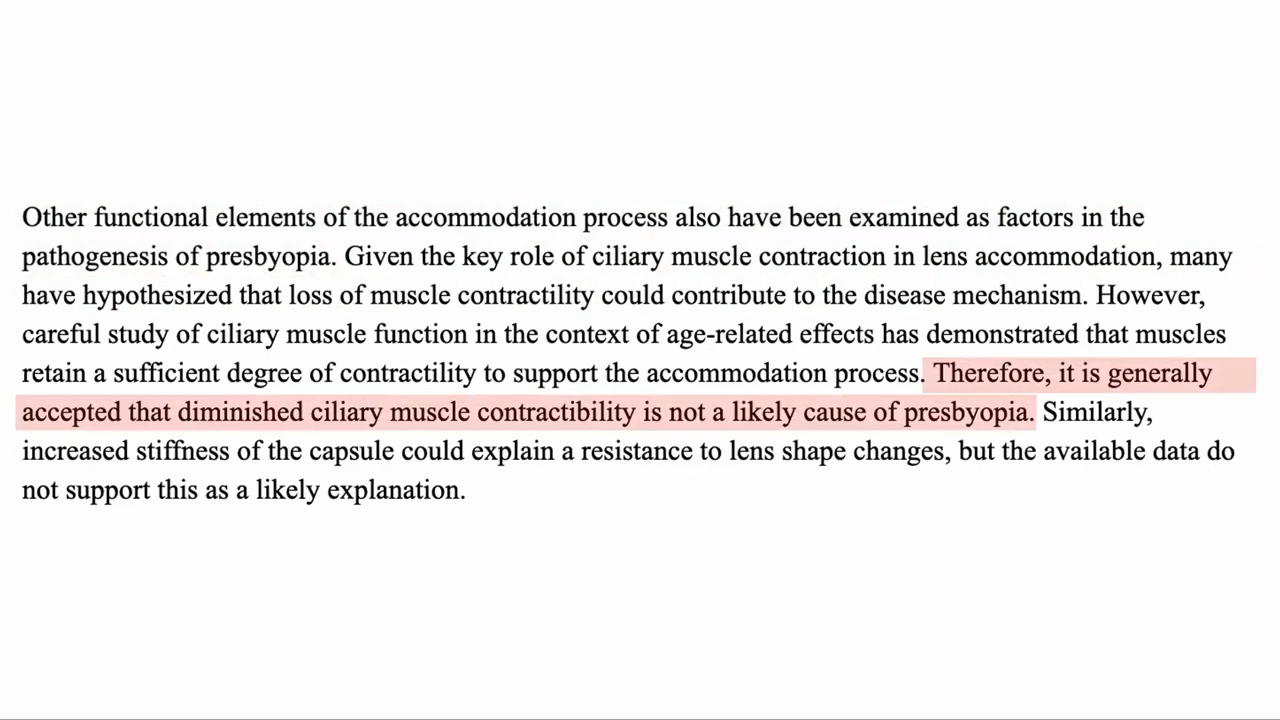 Other functional elements of the accommodation process also have been examined as factors in the
pathogenesis of presbyopia. Given the key role of ciliary muscle contraction in lens accommodation, many
have hypothesized that loss of muscle contractility could contribute to the disease mechanism. However,
careful study of ciliary muscle function in the context of age-related effects has demonstrated that muscles
retain a sufficient degree of contractility to support the accommodation process. Therefore, it is generally
accepted that diminished ciliary muscle contractibility is not a likely cause of presbyopia. Similarly,
increased stiffness of the capsule could explain a resistance to lens shape changes, but the available data do
not support this as a likely explanation.